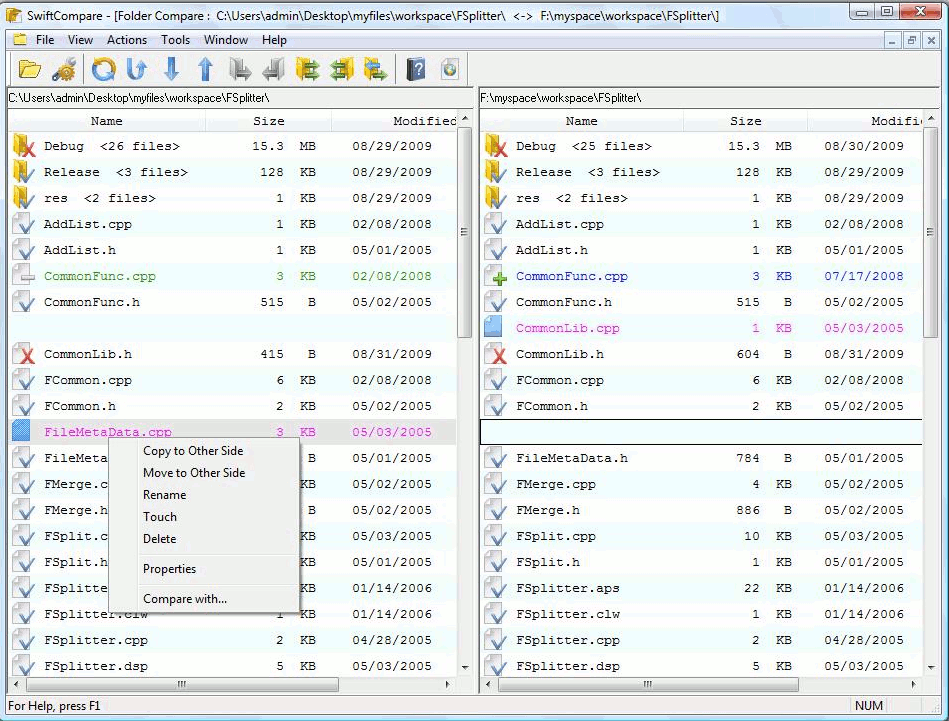 SwiftCompare - [Folder Compare :  C:\Users\admin\Desktop\myfiles\workspace\FSplitter\  <->  F:\myspace\workspace\FSplitter\]
File View Actions Tools Window Help
C:\Users\admin\Desktop\myfiles\workspace\FSplitter\ F:\myspace\workspace\FSplitter\
Name Size Modified Name Size Modifi
Debug <26 files> 15.3 MB 08/29/2009 Debug <25 files> 15.3 MB 08/30/2009
Release <3 files> 128 KB 08/29/2009 Release <3 files> 128 KB 08/29/2009
res <2 files> 1 KB 08/29/2009 res <2 files> 1 KB 08/29/2009
AddList.cpp 1 KB 02/08/2008 AddList.cpp 1 KB 02/08/2008
AddList.h 1 KB 05/01/2005 AddList.h 1 KB 05/01/2005
CommonFunc.cpp 3 KB 02/08/2008 CommonFunc.cpp 3 KB 07/17/2008
CommonFunc.h 515 B 05/02/2005 CommonFunc.h 515 B 05/02/2005
CommonLib.cpp 1 KB 05/03/2005
CommonLib.h 415 B 08/31/2009 CommonLib.h 604 B 08/31/2009
FCommon.cpp 6 KB 02/08/2008 FCommon.cpp 6 KB 02/08/2008
FCommon.h 2 KB 05/02/2005 FCommon.h 2 KB 05/02/2005
FileMetaData.cpp 3 KB 05/03/2005
FileMeta B 05/01/2005 FileMetaData.h 784 B 05/01/2005
FMerge.c KB 05/02/2005 FMerge.cpp 4 KB 05/02/2005
FMerge.h B 05/02/2005 FMerge.h 886 B 05/02/2005
FSplit.c KB 05/03/2005 FSplit.cpp 10 KB 05/03/2005
FSplit.h KB 05/01/2005 FSplit.h 1 KB 05/01/2005
FSplitte KB 01/14/2006 FSplitter.aps 22 KB 01/14/2006
FSplitter.clw 1 KB 01/14/2006 FSplitter.clw 1 KB 01/14/2006
FSplitter.cpp 2 KB 04/28/2005 FSplitter.cpp 2 KB 04/28/2005
FSplitter.dsp 5 KB 05/03/2005 FSplitter.dsp 5 KB 05/03/2005
Copy to Other Side
Move to Other Side
Rename
Touch
Delete
Properties
Compare with...
For Help, press F1 NUM